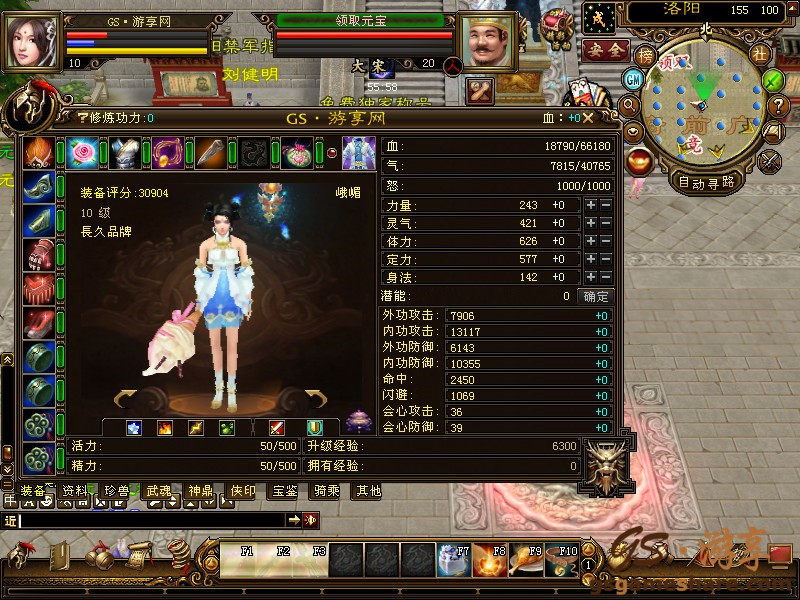 GS·游享网
10
领取元宝
大宋
20
55:58
刘健明
洛阳 155 100
安全
北
榜
社
GM
自动寻路
修炼功力:0
GS·游享网
血:+0
装备评分:30904
峨嵋
10 级
長久品牌
血: 18790/66180
气: 7815/40765
怒: 1000/1000
力量: 243 +0
灵气: 421 +0
体力: 626 +0
定力: 577 +0
身法: 142 +0
潜能: 0 确定
外功攻击: 7906 +0
内功攻击: 13117 +0
外功防御: 6143 +0
内功防御: 10355 +0
命中: 2450 +0
闪避: 1069 +0
会心攻击: 36 +0
会心防御: 39 +0
活力: 50/500
升级经验: 6300
精力: 50/500
拥有经验: 0
装备 资料 珍兽 武魂 神鼎 侠印 宝鉴 骑乘 其他
近
F1 F2 F3 F7 F8 F9 F10
1
GS·游享